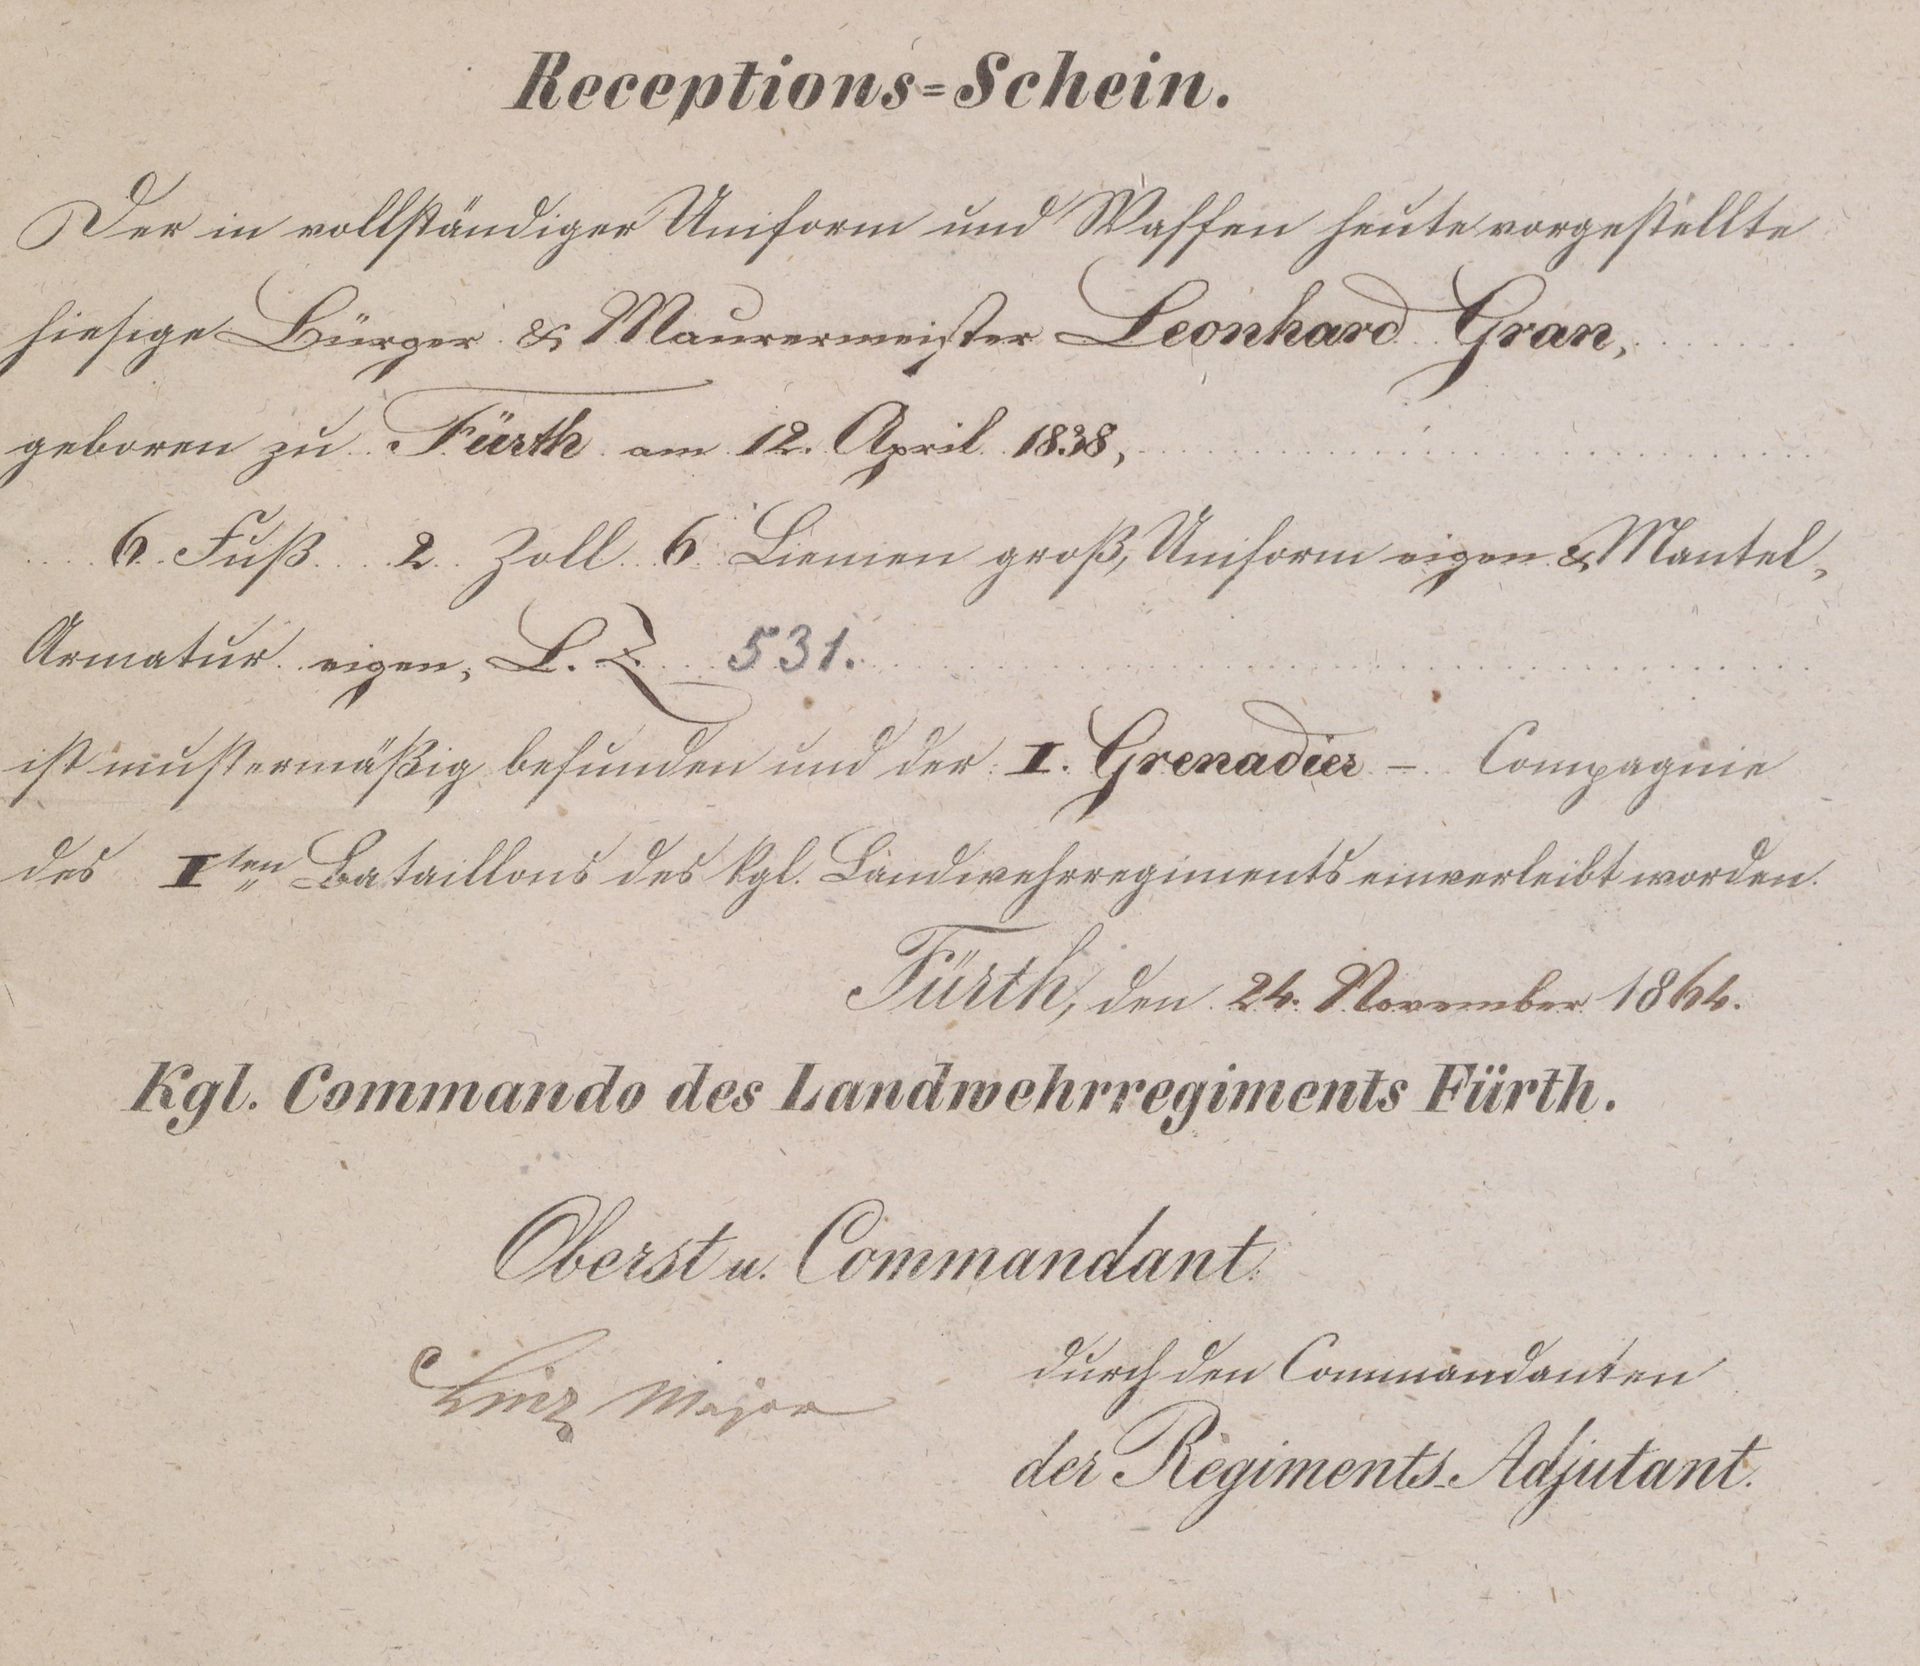 Receptions=Schein.
Der in vollständiger Uniform und Waffen heute vorgestellte
hiesige Bürger & Maurermeister Leonhard Gran,
geboren zu Fürth am 12. April 1838,
6 Fuß 2 Zoll 6 Linien groß, Uniform eigen & Mantel,
Armatur eigen, L. Z 531.
ist mustermäßig befunden und der I. Grenadier - Compagnie
des I ten Bataillons des kgl. Landwehrregiments einverleibt worden.
Fürth, den 24. November 1864.
Kgl. Commando des Landwehrregiments Fürth.
Oberst u. Commandant.
Major
durch den Commandanten
der Regiments-Adjutant.